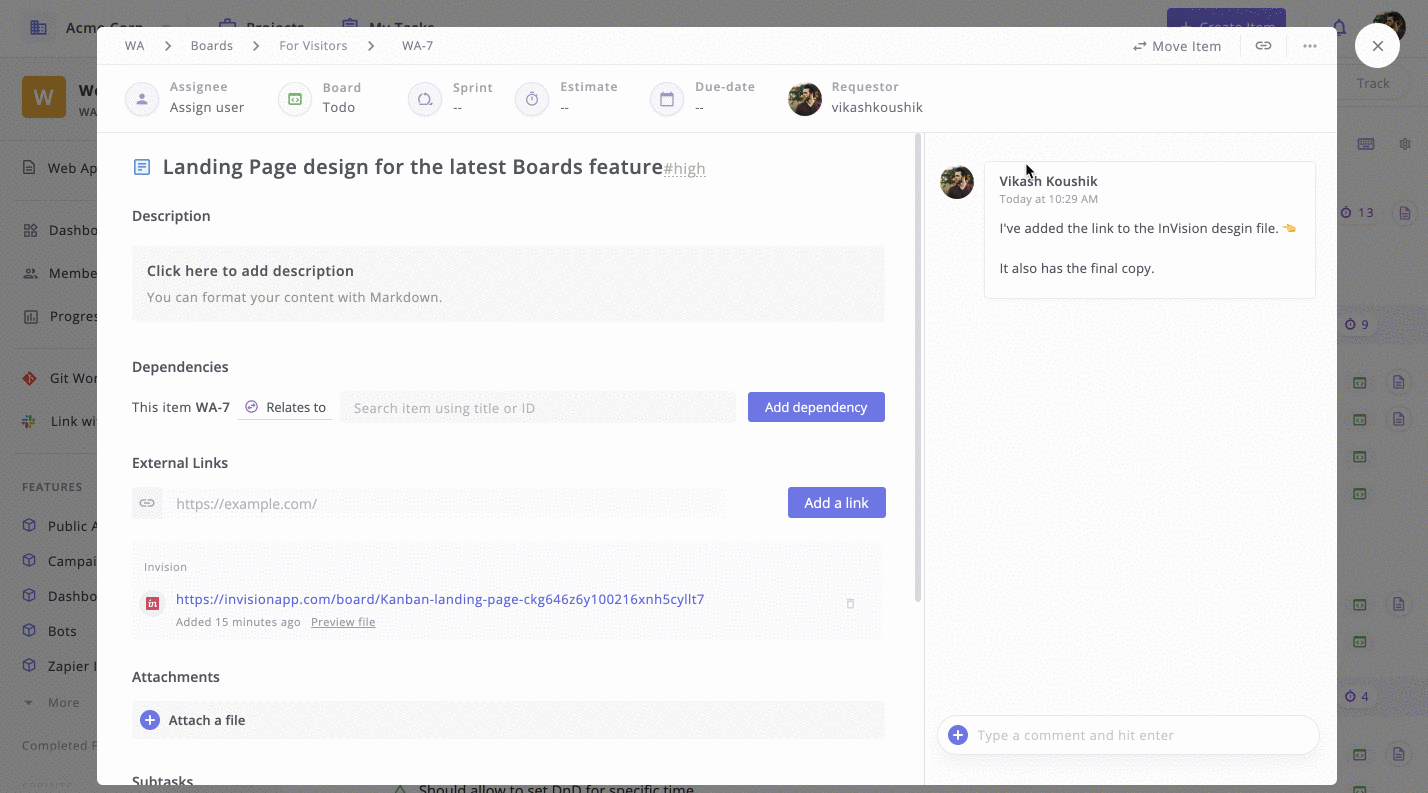 Acme Corp
Projects
My Tasks
+ Create Item
WA > Boards > For Visitors > WA-7
Move Item
Track
W
We
WA
Assignee
Assign user
Board
Todo
Sprint
--
Estimate
--
Due-date
--
Requestor
vikashkoushik
Web Ap
Dashbo
Membe
Progres
Git Wor
Link wi
FEATURES
Public A
Campai
Dashbo
Bots
Zapier I
More
Completed F
SPRINTS
Landing Page design for the latest Boards feature #high
Description
Click here to add description
You can format your content with Markdown.
Dependencies
This item WA-7 Relates to
Search item using title or ID
Add dependency
External Links
https://example.com/
Add a link
Invision
in
https://invisionapp.com/board/Kanban-landing-page-ckg646z6y100216xnh5cyllt7
Added 15 minutes ago Preview file
Attachments
Attach a file
Subtasks
Should allow to set DnD for specific time
Vikash Koushik
Today at 10:29 AM
I've added the link to the InVision desgin file. 👈
It also has the final copy.
Type a comment and hit enter
13
9
4